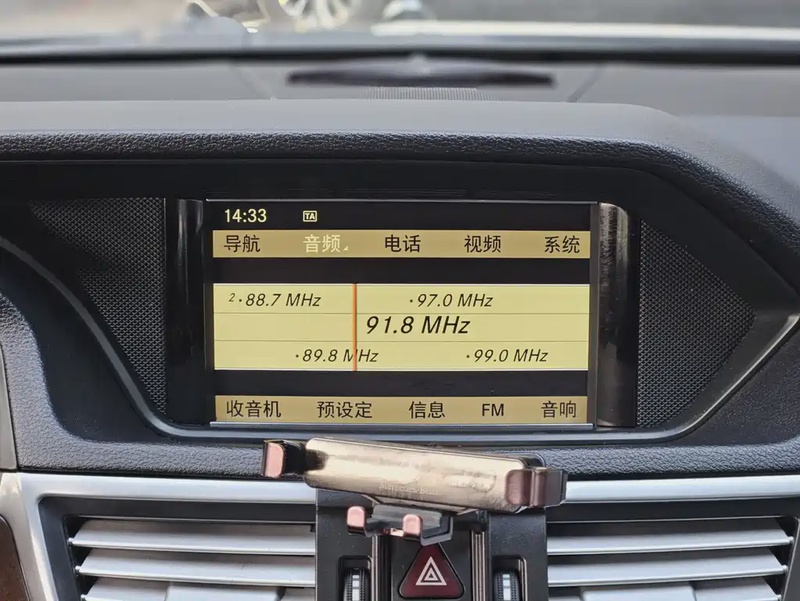 14:33 TA
导航 音频 电话 视频 系统
2·88.7 MHz ·97.0 MHz
91.8 MHz
·89.8 MHz ·99.0 MHz
收音机 预设定 信息 FM 音响